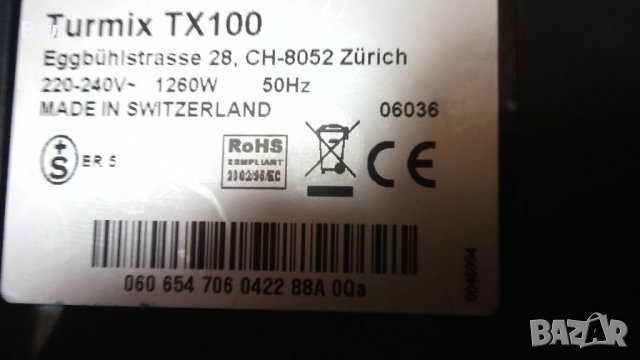 Turmix TX100
Eggbühlstrasse 28, CH-8052 Zürich
220-240V~ 1260W 50Hz
MADE IN SWITZERLAND 06036
+
S
ER 5
RoHS
COMPLIANT
2002/95/EC
CE
060 654 706 0422 88A 0Qa
0046994
BAZAR